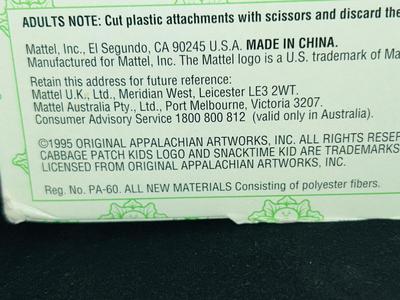 ADULTS NOTE: Cut plastic attachments with scissors and discard the
Mattel, Inc., El Segundo, CA 90245 U.S.A. MADE IN CHINA.
Manufactured for Mattel, Inc. The Mattel logo is a U.S. trademark of Ma
Retain this address for future reference:
Mattel U.K., Ltd., Meridian West, Leicester LE3 2WT.
Mattel Australia Pty., Ltd., Port Melbourne, Victoria 3207.
Consumer Advisory Service 1800 800 812 (valid only in Australia).
©1995 ORIGINAL APPALACHIAN ARTWORKS, INC. ALL RIGHTS RESER
CABBAGE PATCH KIDS LOGO AND SNACKTIME KID ARE TRADEMARKS
LICENSED FROM ORIGINAL APPALACHIAN ARTWORKS, INC.
Reg. No. PA-60. ALL NEW MATERIALS Consisting of polyester fibers.